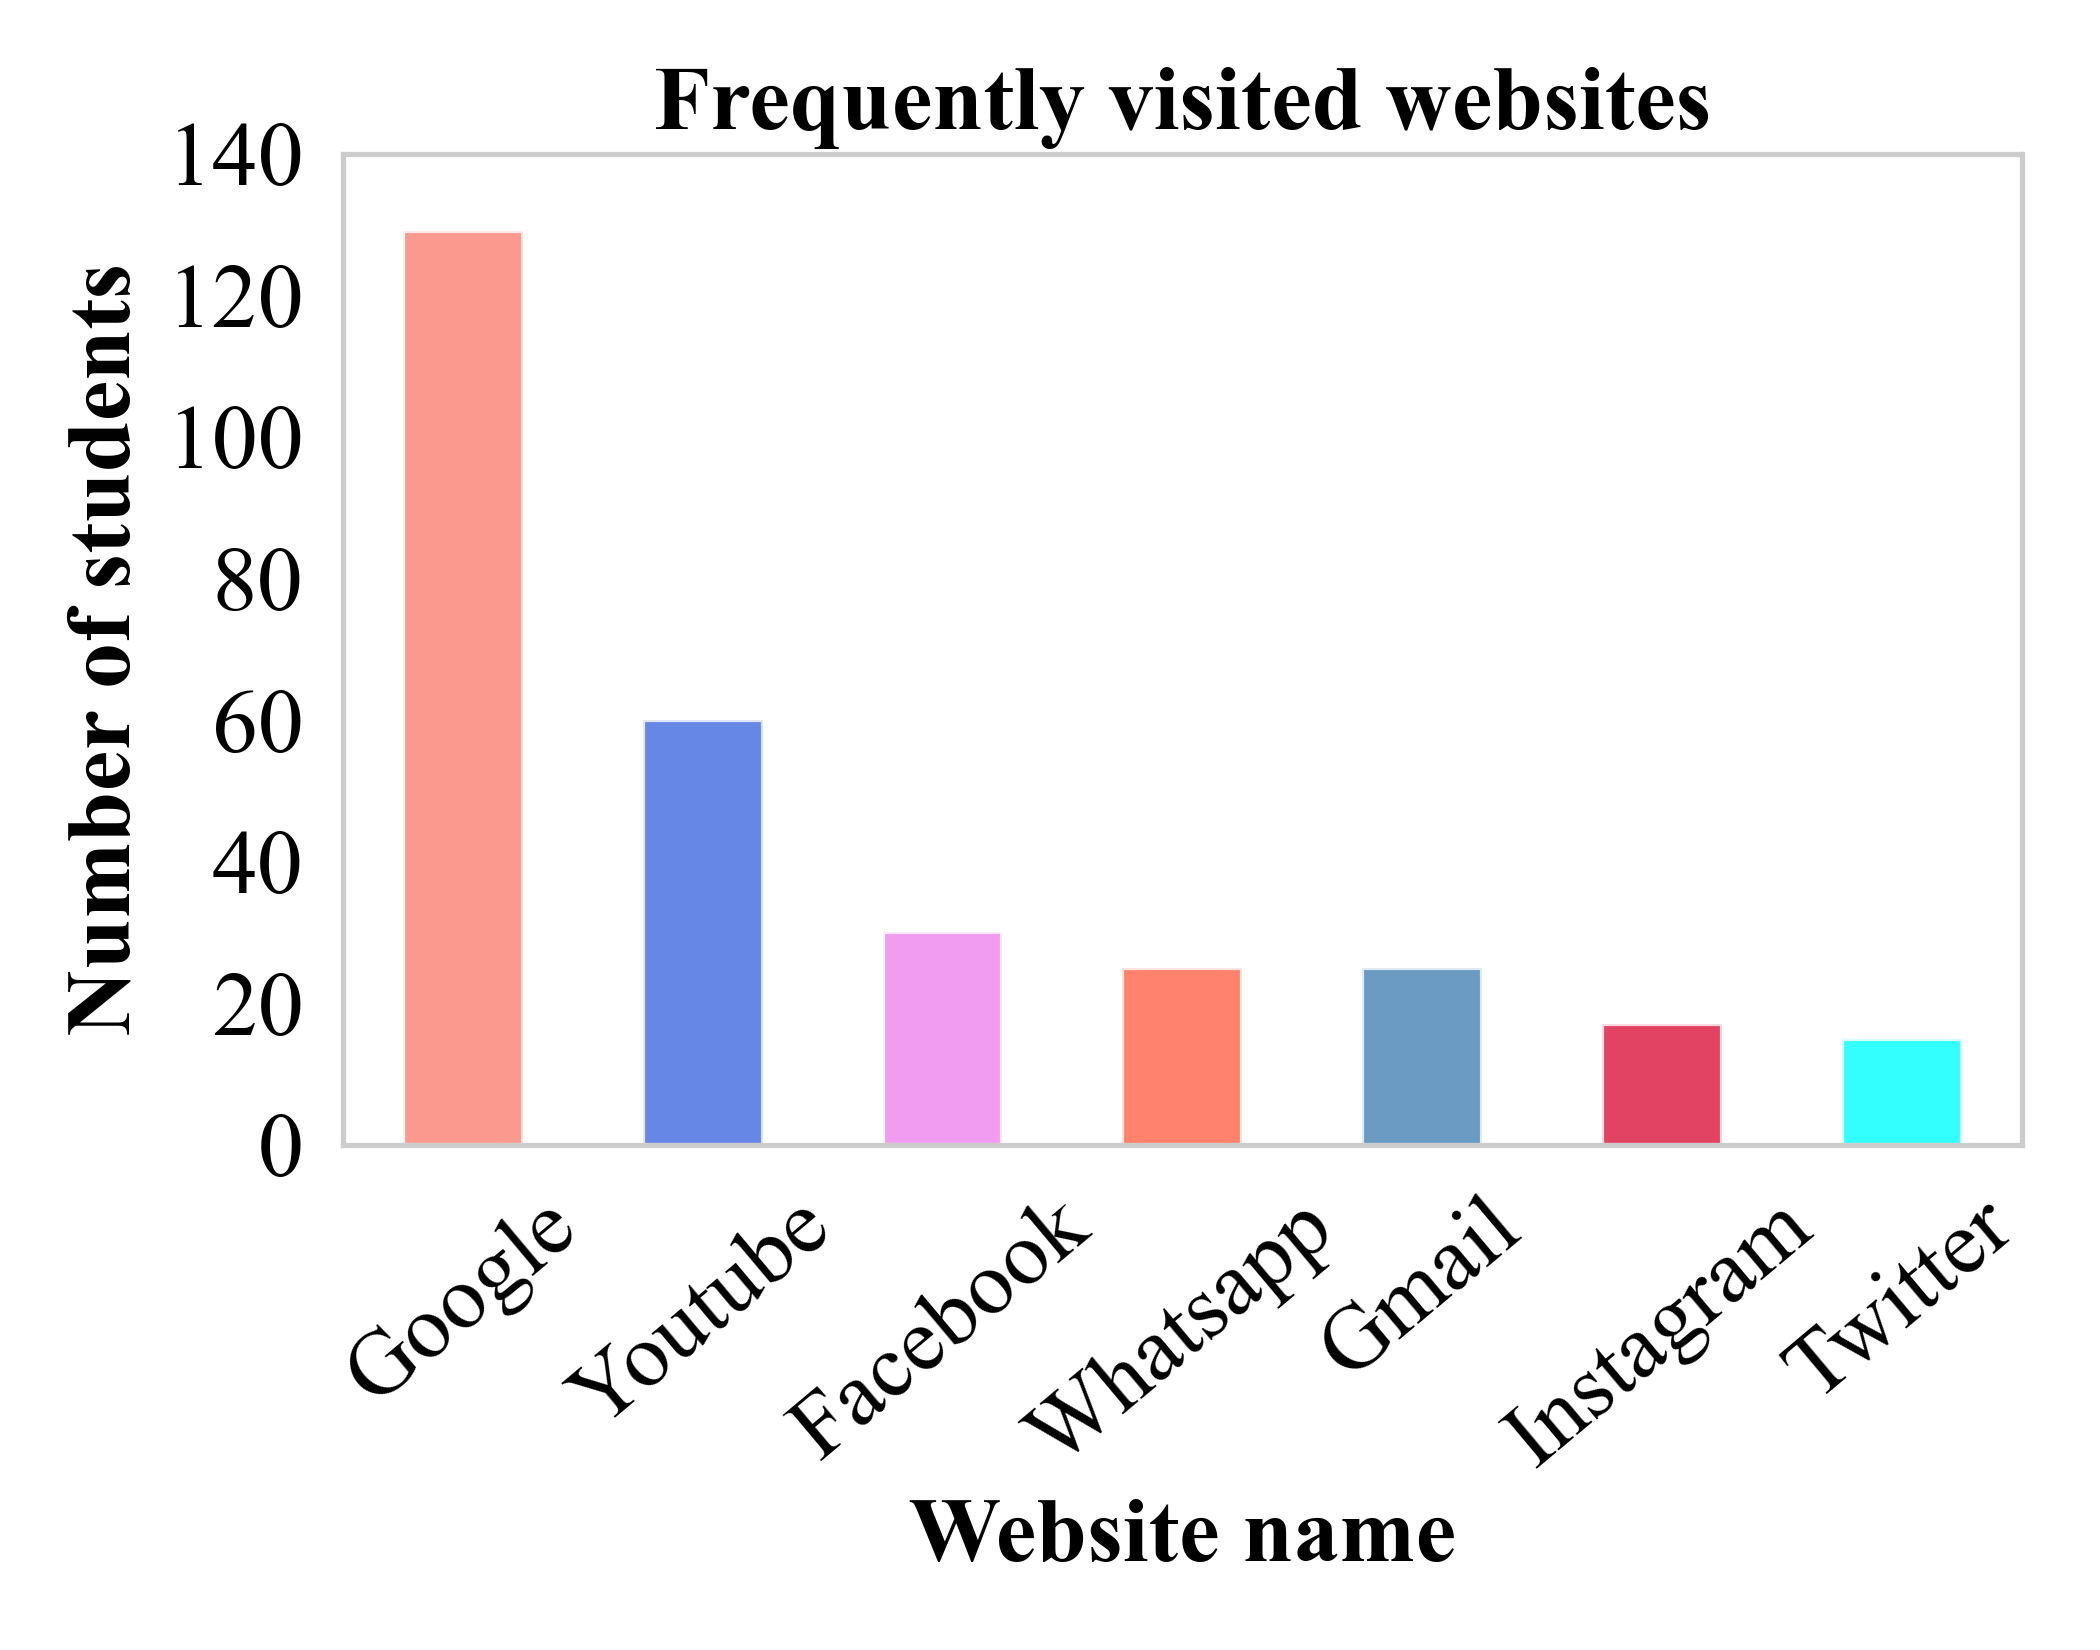 Frequently visited websites
Number of students
140
120
100
80
60
40
20
0
Google
Youtube
Facebook
Whatsapp
Gmail
Instagram
Twitter
Website name